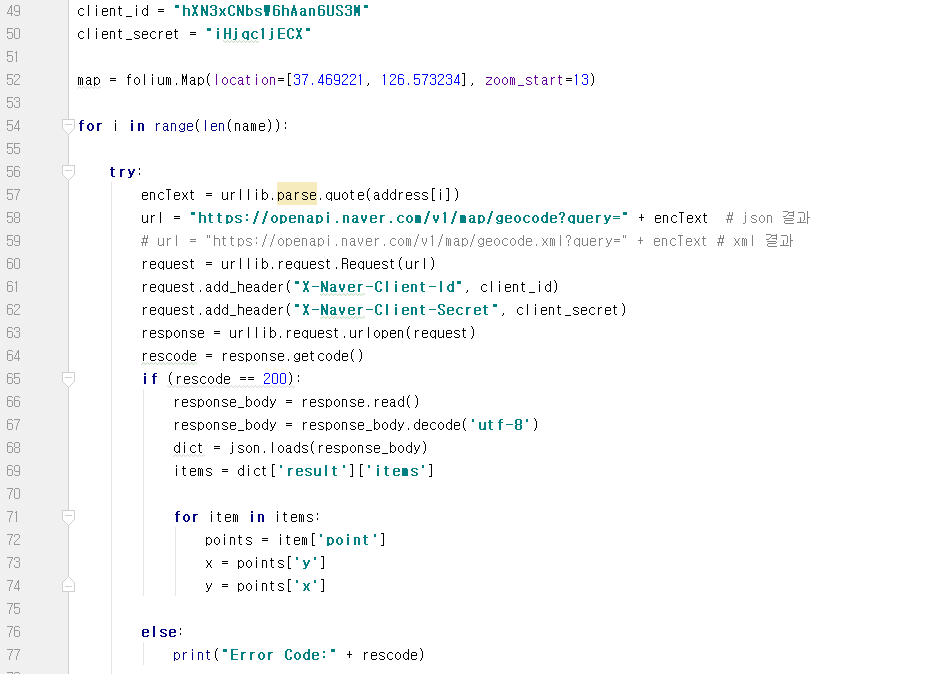 49 client_id = "hXN3xCNbsW6hAan6US3W"
50 client_secret = "iHjgc1jECX"
51
52 map = folium.Map(location=[37.469221, 126.573234], zoom_start=13)
53
54 for i in range(len(name)):
55
56 try:
57 encText = urllib.parse.quote(address[i])
58 url = "https://openapi.naver.com/v1/map/geocode?query=" + encText  # json 결과
59 # url = "https://openapi.naver.com/v1/map/geocode.xml?query=" + encText # xml 결과
60 request = urllib.request.Request(url)
61 request.add_header("X-Naver-Client-Id", client_id)
62 request.add_header("X-Naver-Client-Secret", client_secret)
63 response = urllib.request.urlopen(request)
64 rescode = response.getcode()
65 if (rescode == 200):
66 response_body = response.read()
67 response_body = response_body.decode('utf-8')
68 dict = json.loads(response_body)
69 items = dict['result']['items']
70
71 for item in items:
72 points = item['point']
73 x = points['y']
74 y = points['x']
75
76 else:
77 print("Error Code:" + rescode)